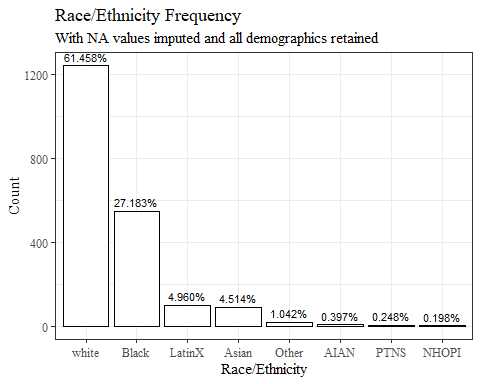 Race/Ethnicity Frequency
With NA values imputed and all demographics retained
61.458%
27.183%
4.960%
4.514%
1.042%
0.397%
0.248%
0.198%
1200
800
400
0
Count
white Black LatinX Asian Other AIAN PTNS NHOPI
Race/Ethnicity